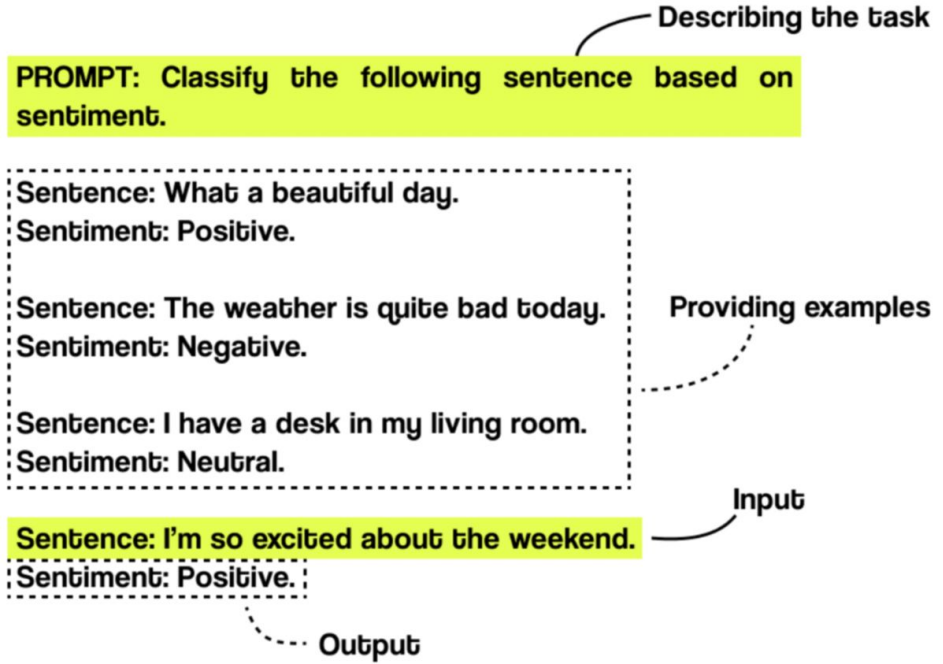 Describing the task
PROMPT: Classify the following sentence based on
sentiment.
Sentence: What a beautiful day.
Sentiment: Positive.
Sentence: The weather is quite bad today.
Sentiment: Negative.
Providing examples
Sentence: I have a desk in my living room.
Sentiment: Neutral.
Input
Sentence: I'm so excited about the weekend.
Sentiment: Positive.
Output